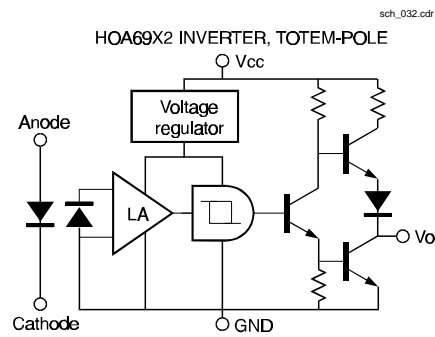 sch_032.cdr
HOA69X2 INVERTER, TOTEM-POLE
Vcc
Voltage
regulator
Anode
LA
Vo
Cathode
GND